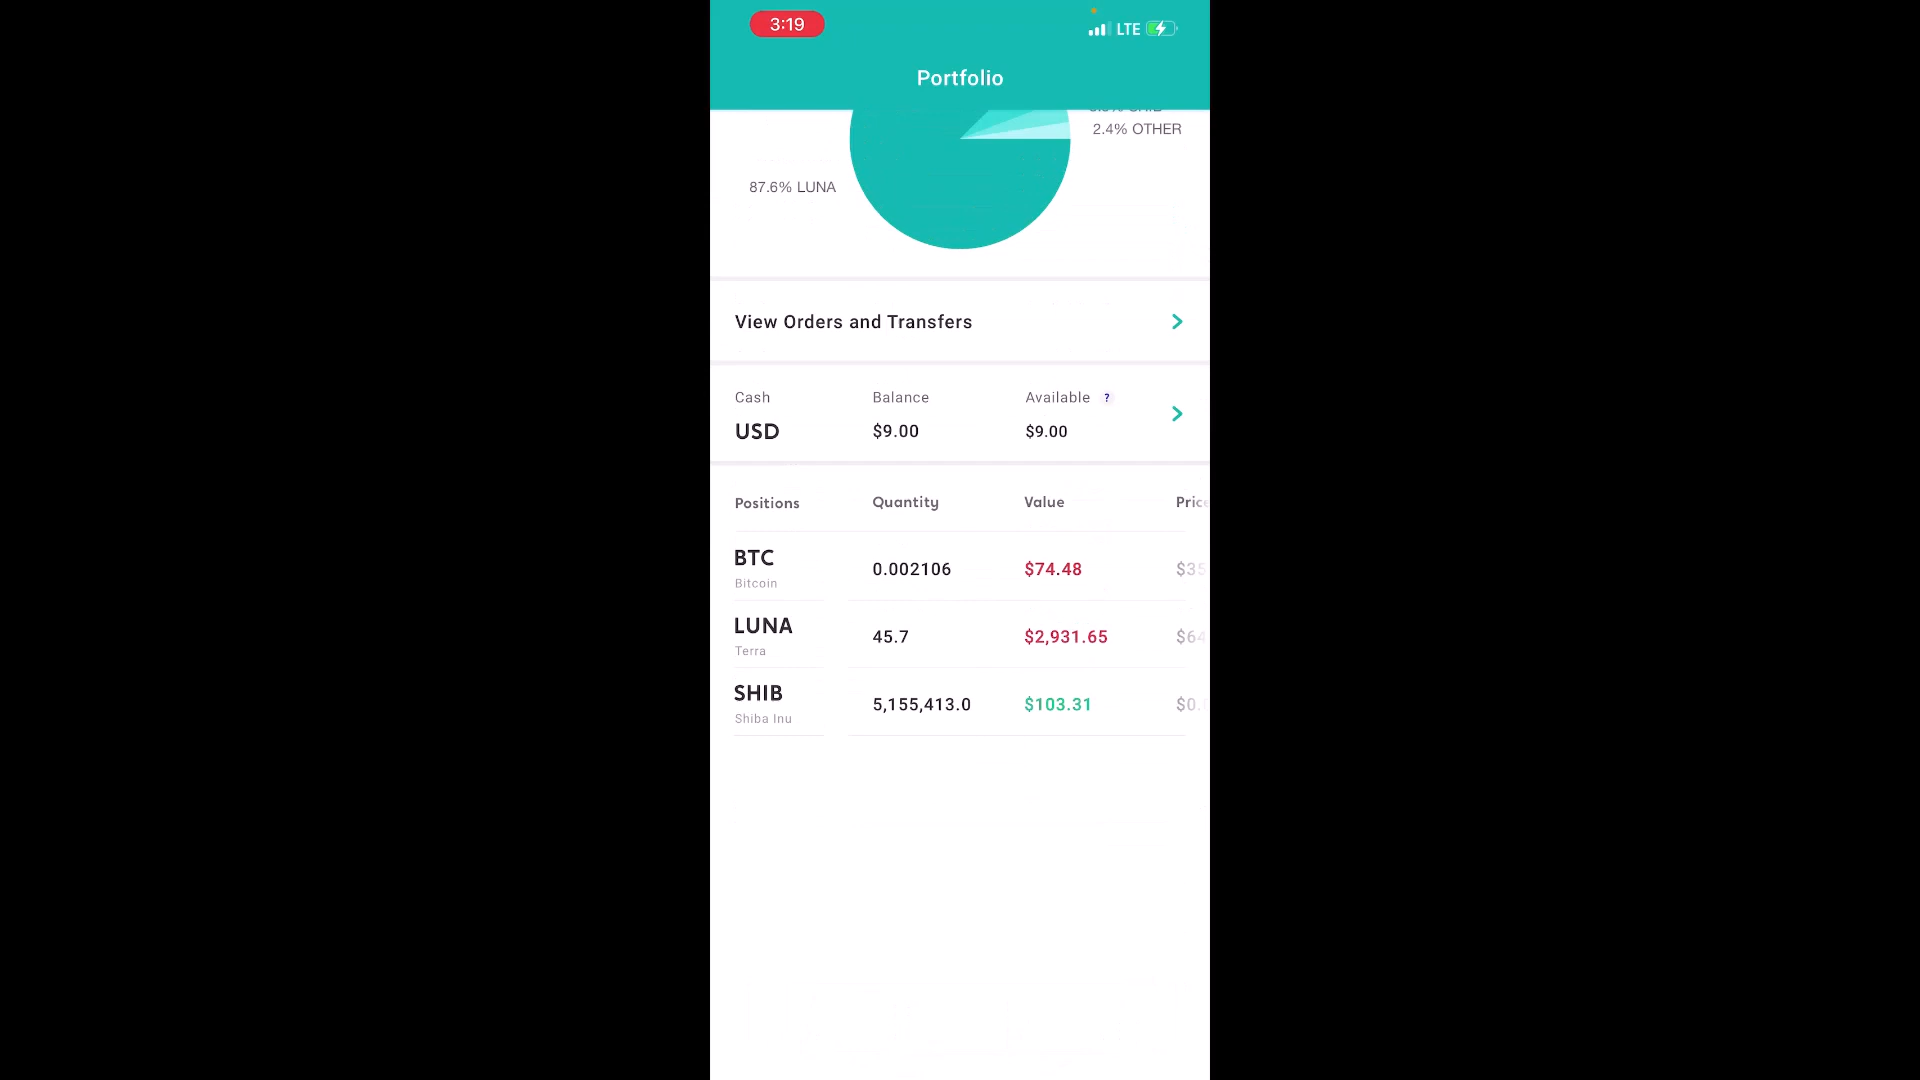 3:19
LTE
Portfolio
2.4% OTHER
87.6% LUNA
View Orders and Transfers
Cash Balance Available ?
USD $9.00 $9.00
Positions Quantity Value
BTC
Bitcoin
0.002106 $74.48
LUNA
Terra
45.7 $2,931.65
SHIB
Shiba Inu
5,155,413.0 $103.31